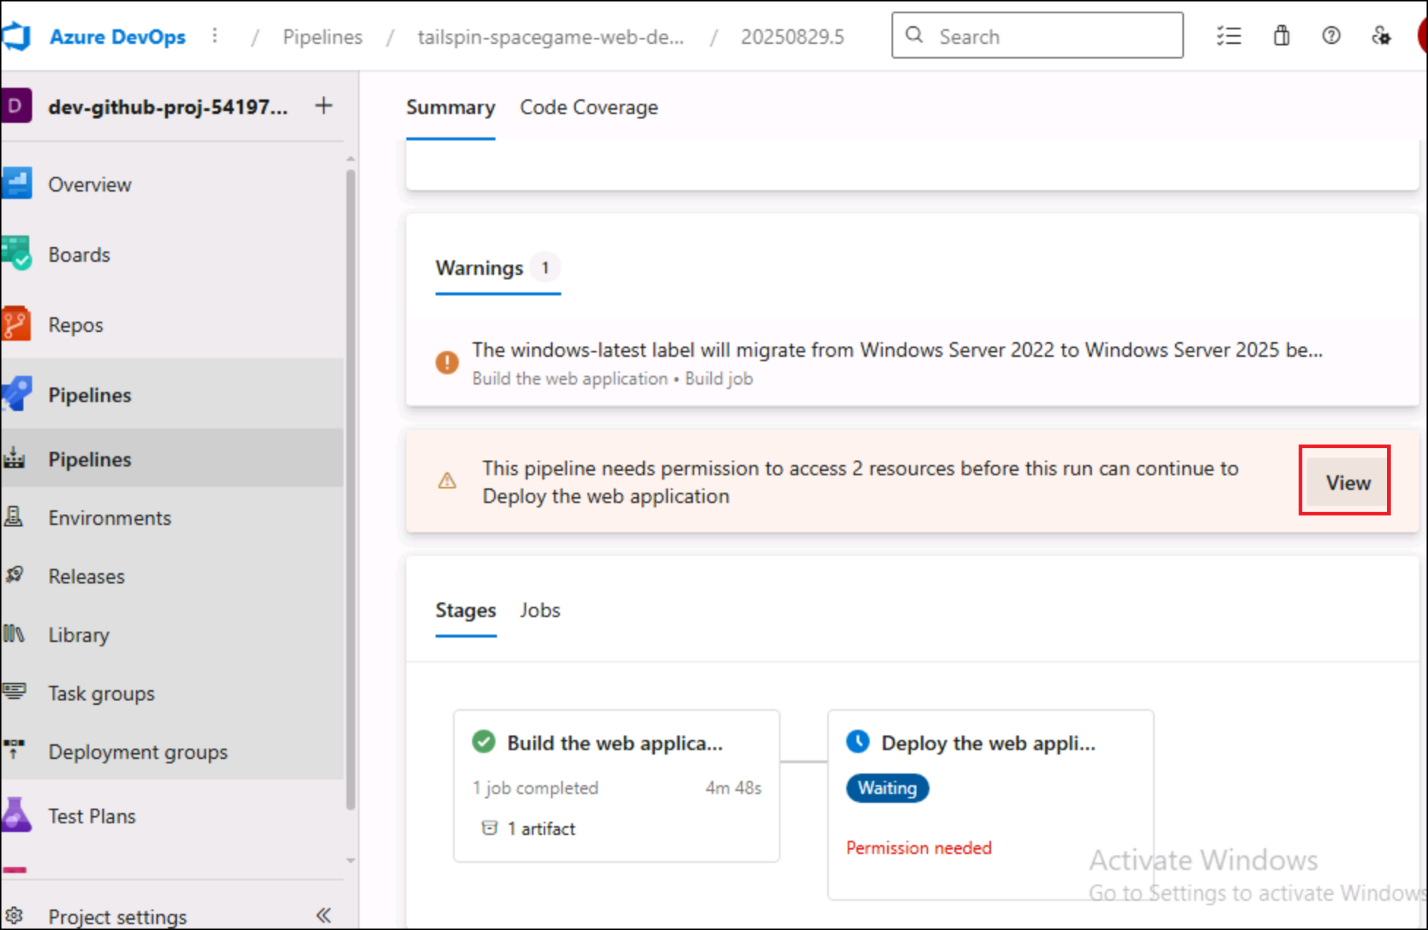 Azure DevOps / Pipelines / tailspin-spacegame-web-de... / 20250829.5 Search
D dev-github-proj-54197... +
Summary Code Coverage
Overview
Boards
Repos
Pipelines
Pipelines
Environments
Releases
Library
Task groups
Deployment groups
Test Plans
Project settings
Warnings 1
The windows-latest label will migrate from Windows Server 2022 to Windows Server 2025 be...
Build the web application • Build job
This pipeline needs permission to access 2 resources before this run can continue to
Deploy the web application
View
Stages Jobs
Build the web applica...
1 job completed 4m 48s
1 artifact
Deploy the web appli...
Waiting
Permission needed
Activate Windows
Go to Settings to activate Windows